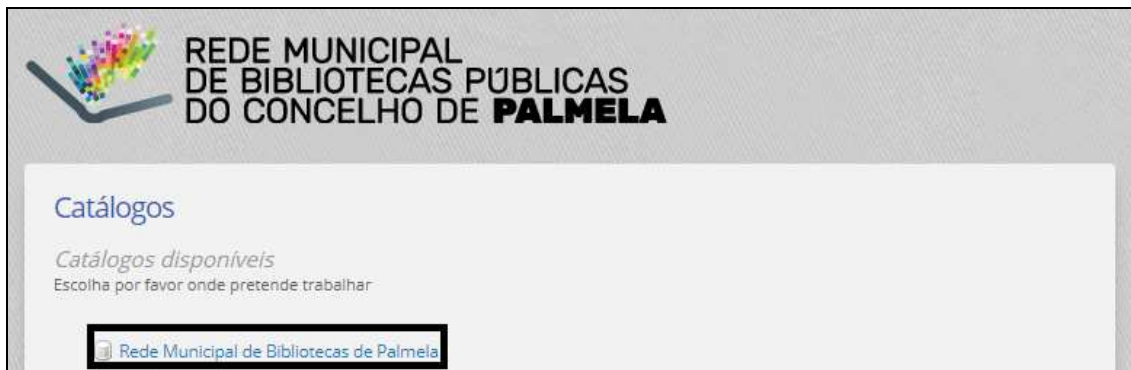 REDE MUNICIPAL
DE BIBLIOTECAS PÚBLICAS
DO CONCELHO DE PALMELA
Catálogos
Catálogos disponíveis
Escolha por favor onde pretende trabalhar
Rede Municipal de Bibliotecas de Palmela